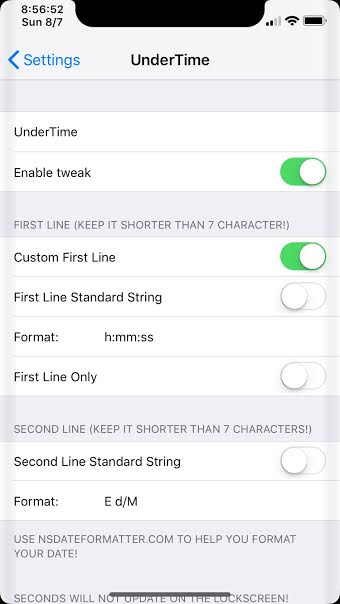 8:56:52
Sun 8/7
Settings
UnderTime
UnderTime
Enable tweak
FIRST LINE (KEEP IT SHORTER THAN 7 CHARACTER!)
Custom First Line
First Line Standard String
Format: h:mm:ss
First Line Only
SECOND LINE (KEEP IT SHORTER THAN 7 CHARACTERS!)
Second Line Standard String
Format: E d/M
USE NSDATEFORMATTER.COM TO HELP YOU FORMAT
YOUR DATE!
SECONDS WILL NOT UPDATE ON THE LOCKSCREEN!